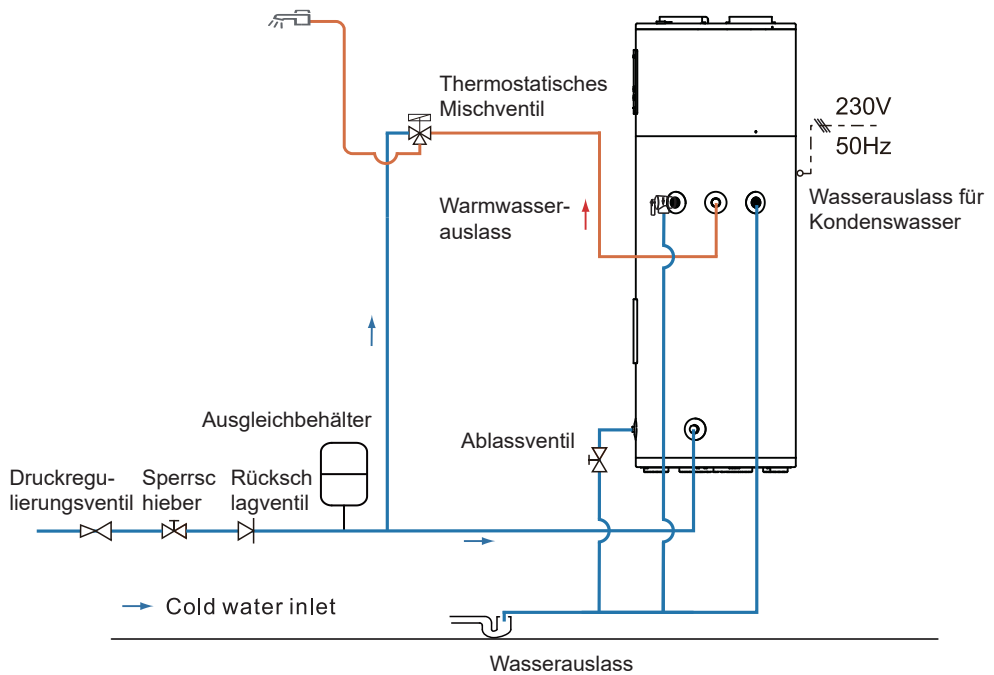 Thermostatisches
Mischventil
230V
50Hz
Warmwasser-
auslass
Wasserauslass für
Kondenswasser
Ausgleichbehälter
Ablassventil
Druckregu-
lierungsventil
Sperrsc
hieber
Rücksch
lagventil
Cold water inlet
Wasserauslass